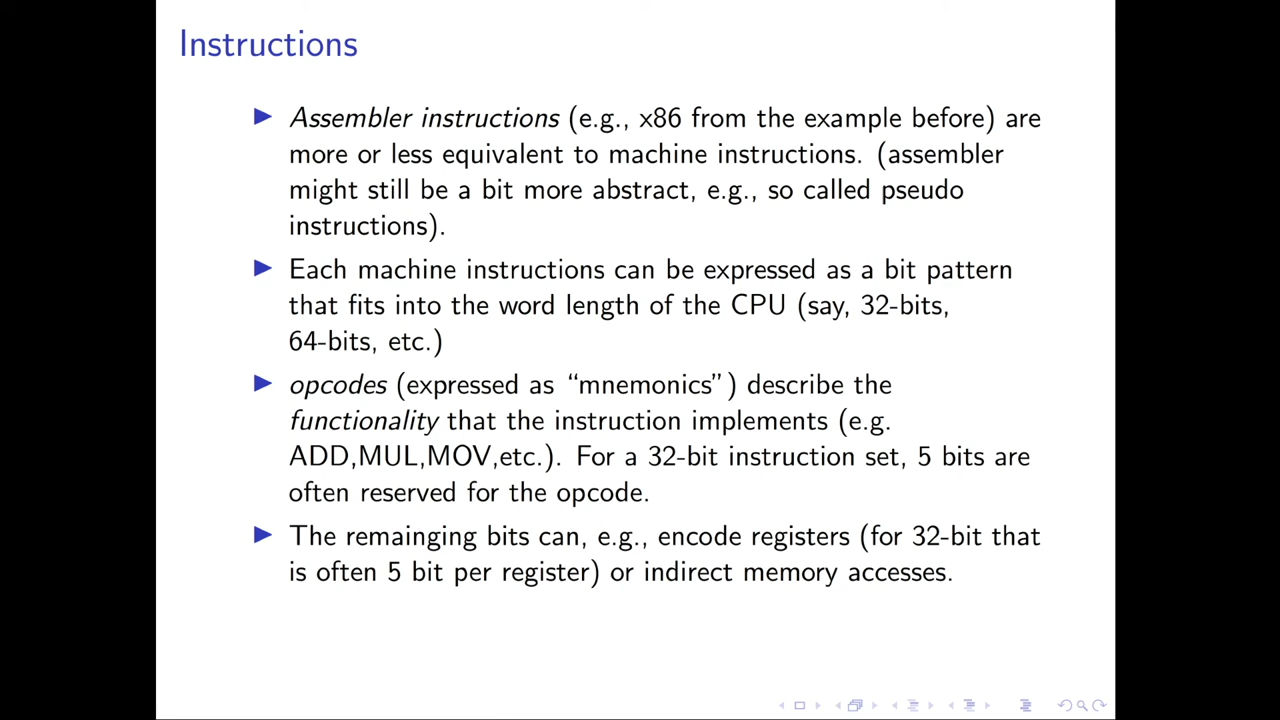 Instructions
Assembler instructions (e.g., x86 from the example before) are
more or less equivalent to machine instructions. (assembler
might still be a bit more abstract, e.g., so called pseudo
instructions).
Each machine instructions can be expressed as a bit pattern
that fits into the word length of the CPU (say, 32-bits,
64-bits, etc.)
opcodes (expressed as “mnemonics”) describe the
functionality that the instruction implements (e.g.
ADD,MUL,MOV,etc.). For a 32-bit instruction set, 5 bits are
often reserved for the opcode.
The remainging bits can, e.g., encode registers (for 32-bit that
is often 5 bit per register) or indirect memory accesses.